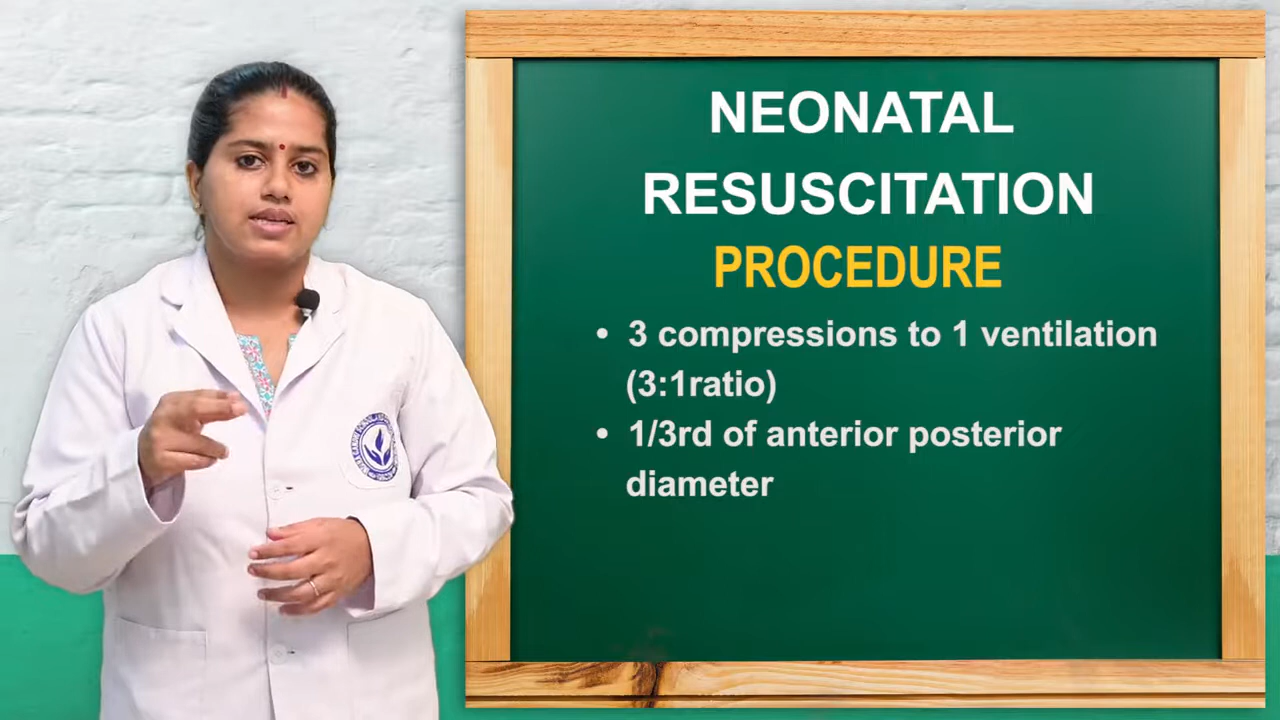 NEONATAL
RESUSCITATION
PROCEDURE
• 3 compressions to 1 ventilation
(3:1ratio)
• 1/3rd of anterior posterior
diameter